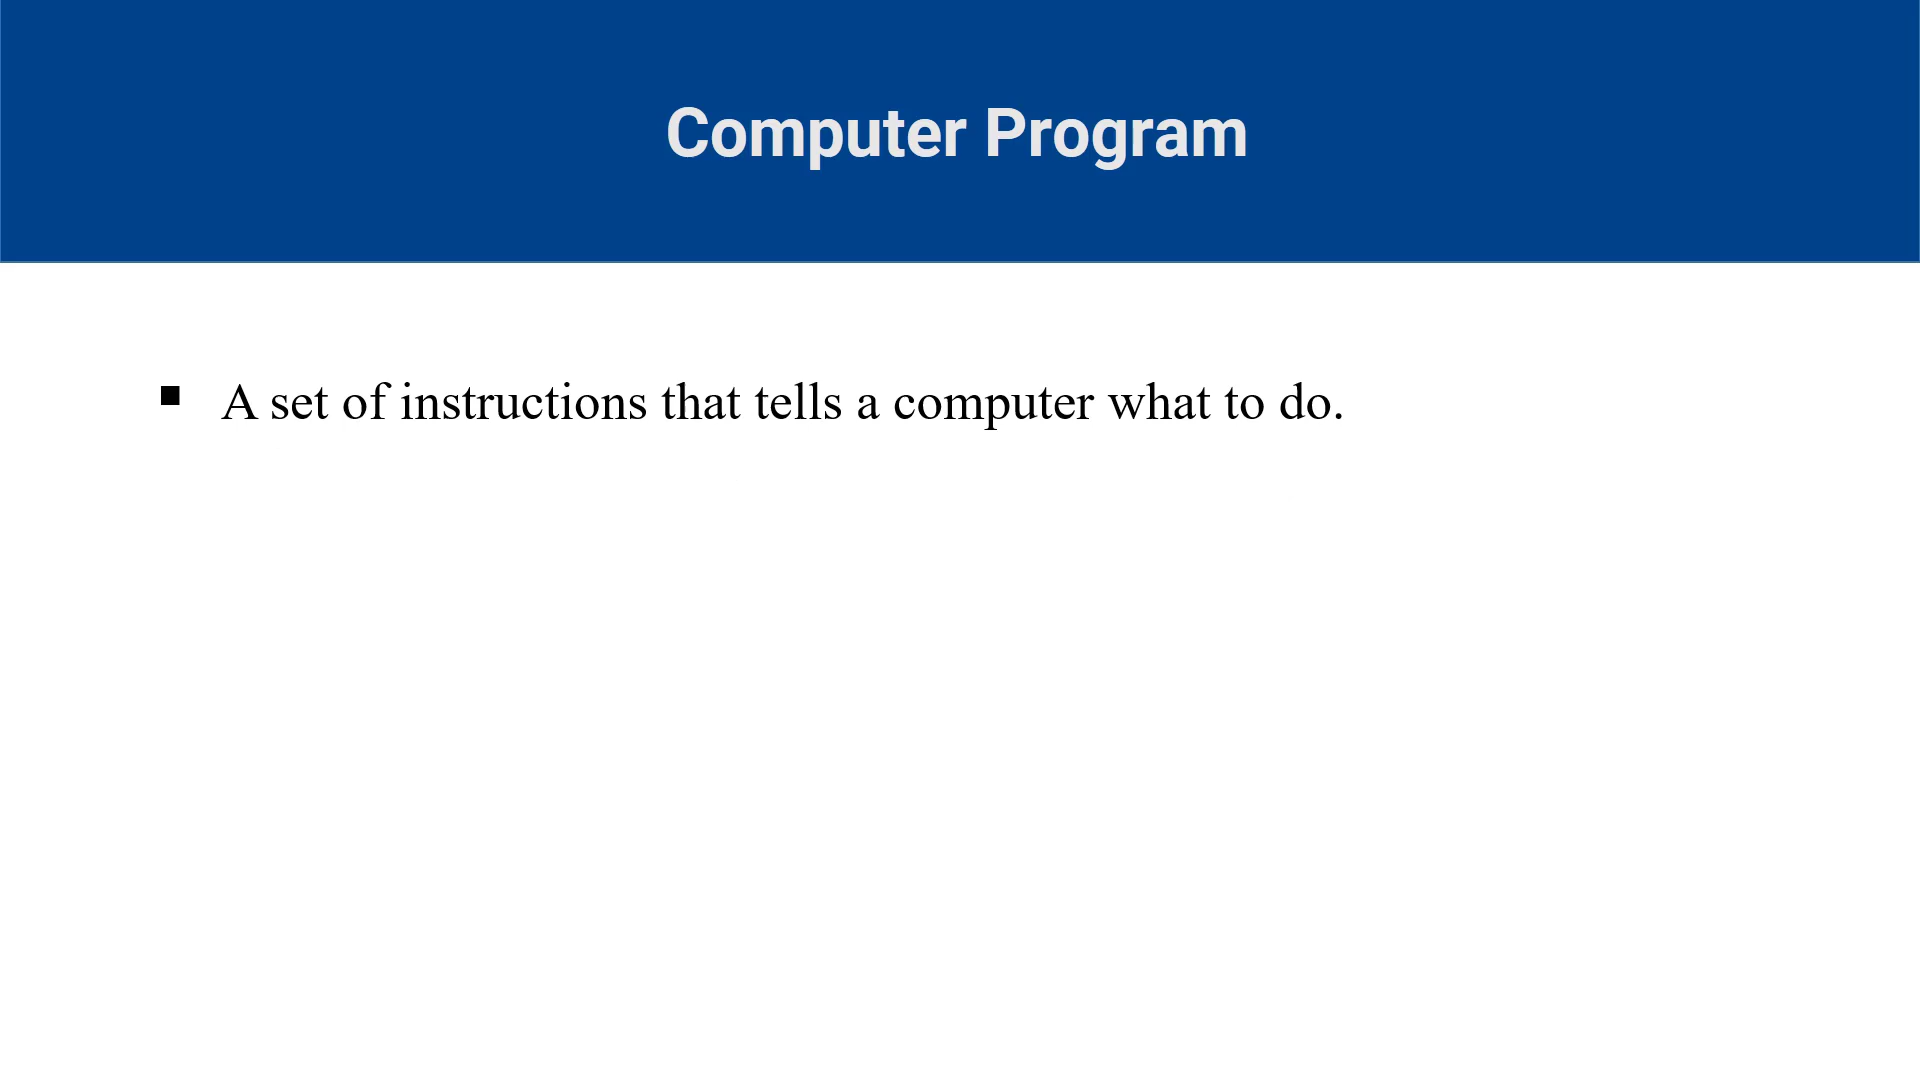 Computer Program
▪ A set of instructions that tells a computer what to do.